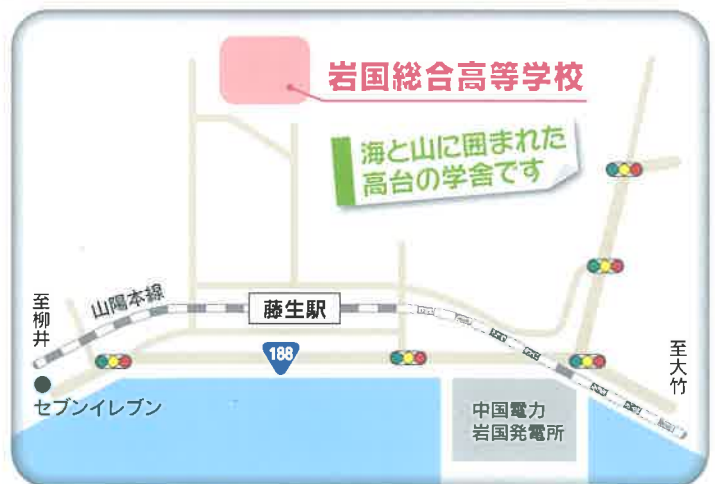 岩国総合高等学校
海と山に囲まれた
高台の学舎です
至柳井
山陽本線
藤生駅
188
至大竹
セブンイレブン
中国電力
岩国発電所